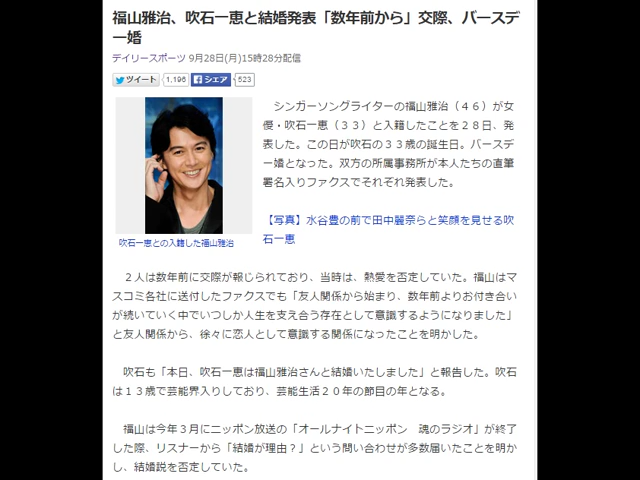 福山雅治、吹石一恵と結婚発表「数年前から」交際、バースデ
ー婚
デイリースポーツ 9月28日(月)15時28分配信
ツイート 1,196 シェア 523
シンガーソングライターの福山雅治（４６）が女
優・吹石一恵（３３）と入籍したことを２８日、発
表した。この日が吹石の３３歳の誕生日。バースデ
ー婚となった。双方の所属事務所が本人たちの直筆
署名入りファクスでそれぞれ発表した。
【写真】水谷豊の前で田中麗奈らと笑顔を見せる吹
石一恵
吹石一恵との入籍した福山雅治
２人は数年前に交際が報じられており、当時は、熱愛を否定していた。福山はマ
スコミ各社に送付したファクスでも「友人関係から始まり、数年前よりお付き合い
が続いていく中でいつしか人生を支え合う存在として意識するようになりました」
と友人関係から、徐々に恋人として意識する関係になったことを明かした。
吹石も「本日、吹石一恵は福山雅治さんと結婚いたしました」と報告した。吹石
は１３歳で芸能界入りしており、芸能生活２０年の節目の年となる。
福山は今年３月にニッポン放送の「オールナイトニッポン　魂のラジオ」が終了
した際、リスナーから「結婚が理由？」という問い合わせが多数届いたことを明か
し、結婚説を否定していた。